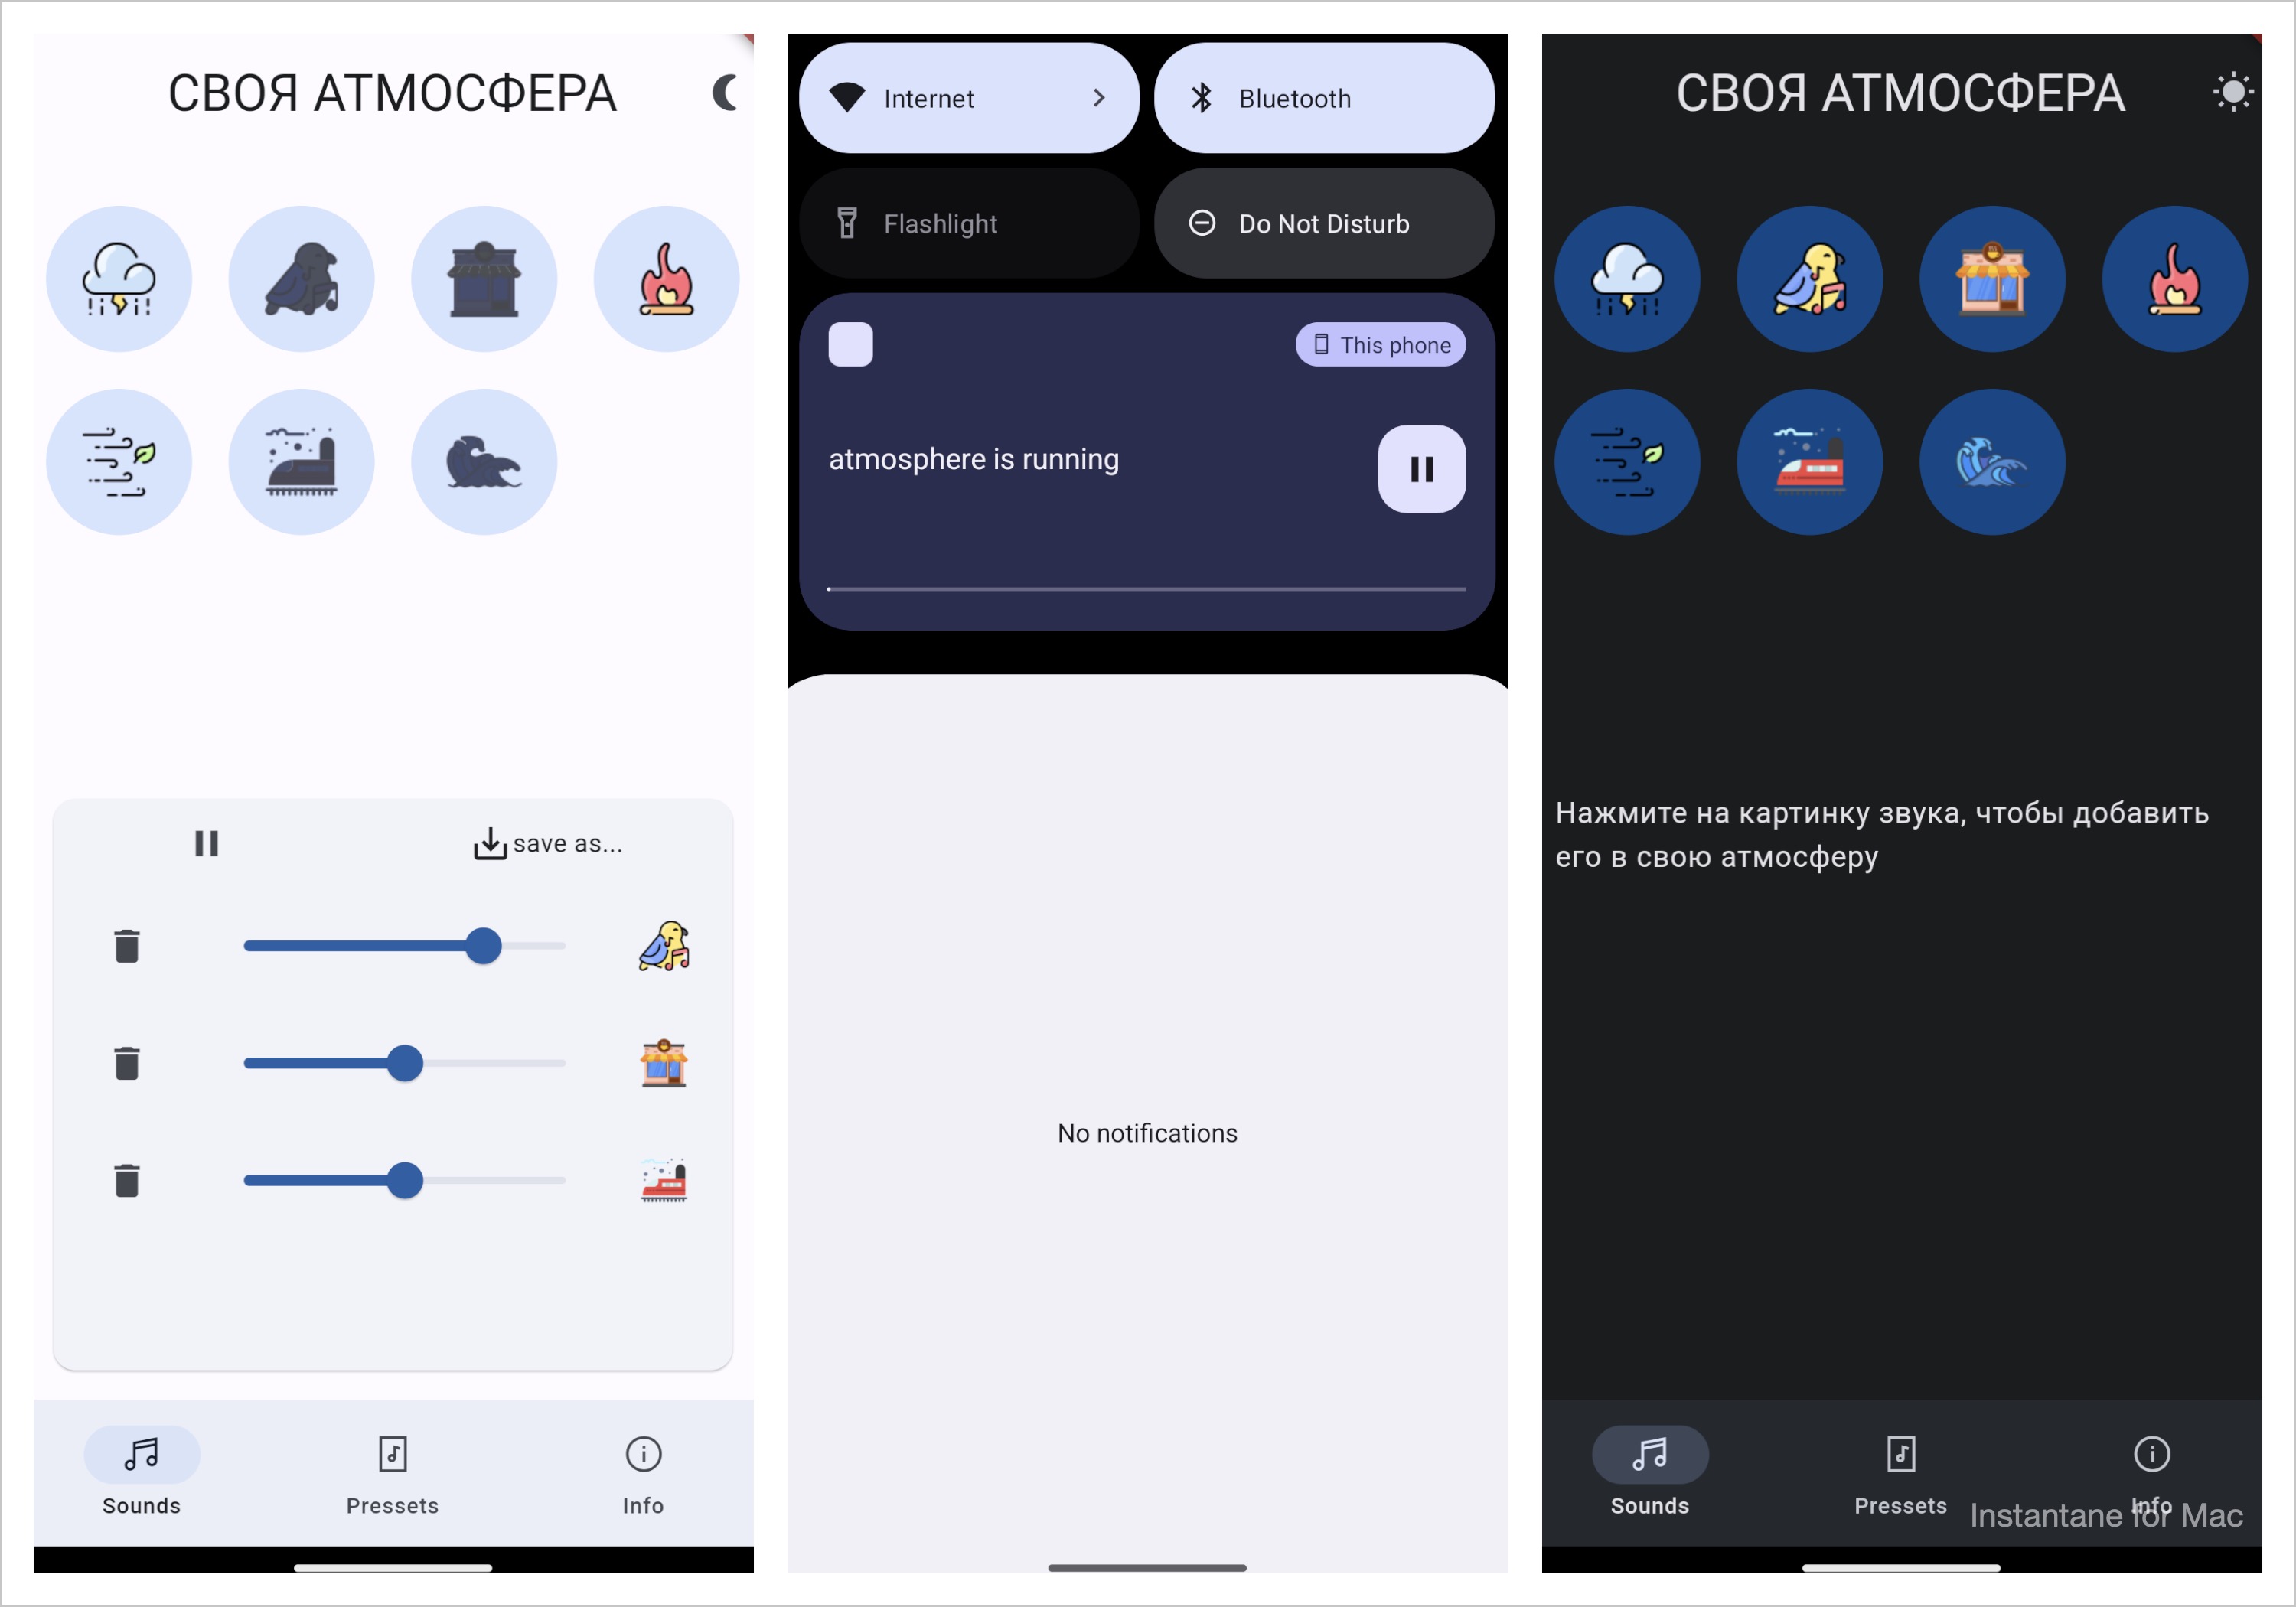 СВОЯ АТМОСФЕРА
save as...
Sounds
Pressets
Info
Internet
Bluetooth
Flashlight
Do Not Disturb
This phone
atmosphere is running
No notifications
СВОЯ АТМОСФЕРА
Нажмите на картинку звука, чтобы добавить
его в свою атмосферу
Sounds
Pressets
Info
Instantane for Mac